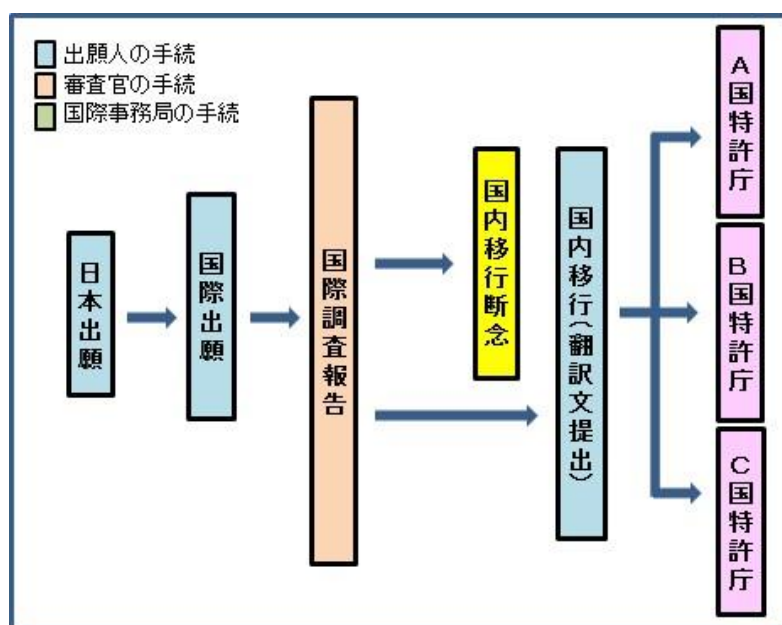 出願人の手続
審査官の手続
国際事務局の手続
日本出願
国際出願
国際調査報告
国内移行断念
国内移行(翻訳文提出)
A国特許庁
B国特許庁
C国特許庁